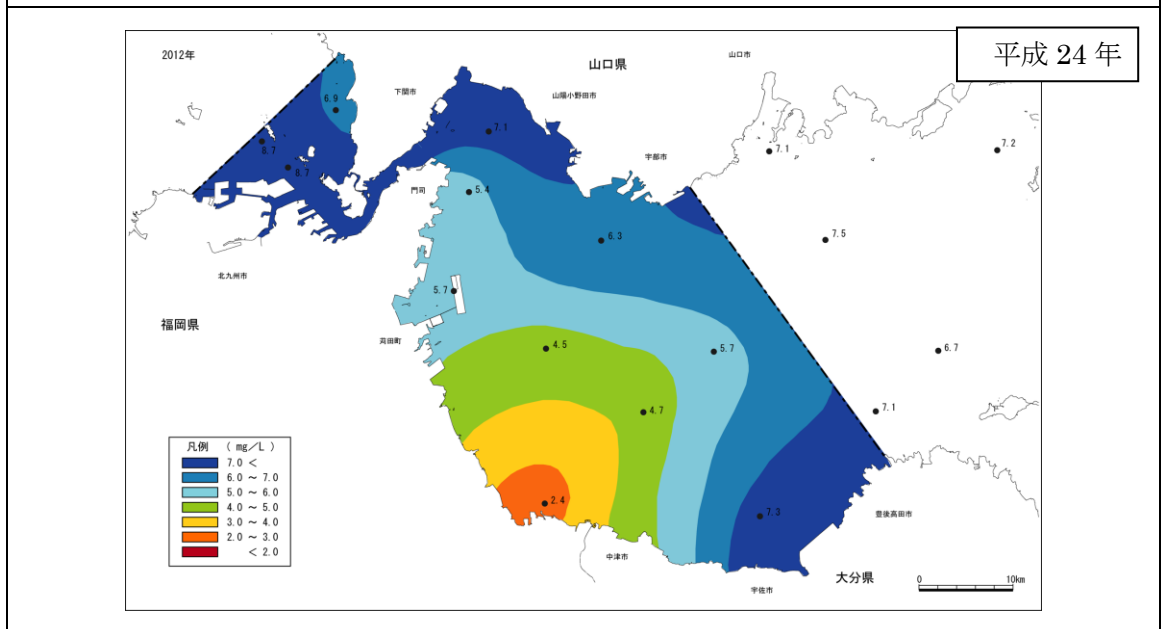 平成 24 年
2012年
山口県
山口市
下関市
山陽小野田市
6.9
7.1
8.7
8.7
7.1
7.2
宇部市
門司
5.4
6.3
7.5
北九州市
5.7
福岡県
苅田町
4.5
5.7
6.7
4.7
7.1
凡例 ( mg/L )
7.0 <
6.0 ~ 7.0
5.0 ~ 6.0
4.0 ~ 5.0
3.0 ~ 4.0
2.0 ~ 3.0
< 2.0
2.4
7.3
豊後高田市
中津市
大分県
宇佐市
0 10km